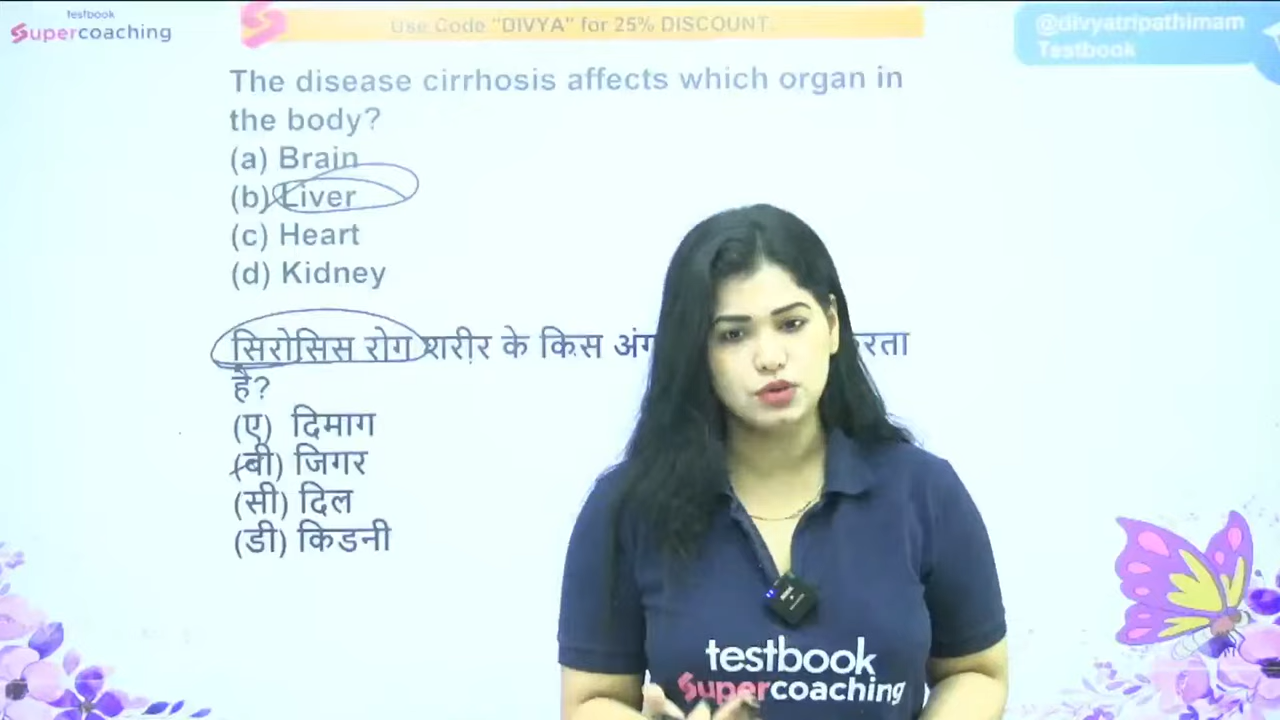 testbook
Supercoaching
Use Code "DIVYA" for 25% DISCOUNT.
@divyatripathimam
Testbook
The disease cirrhosis affects which organ in
the body?
(a) Brain
(b) Liver
(c) Heart
(d) Kidney
सिरोसिस रोग शरीर के किस अंग
है?
(ए) दिमाग
(बी) जिगर
(सी) दिल
(डी) किडनी
testbook
Supercoaching